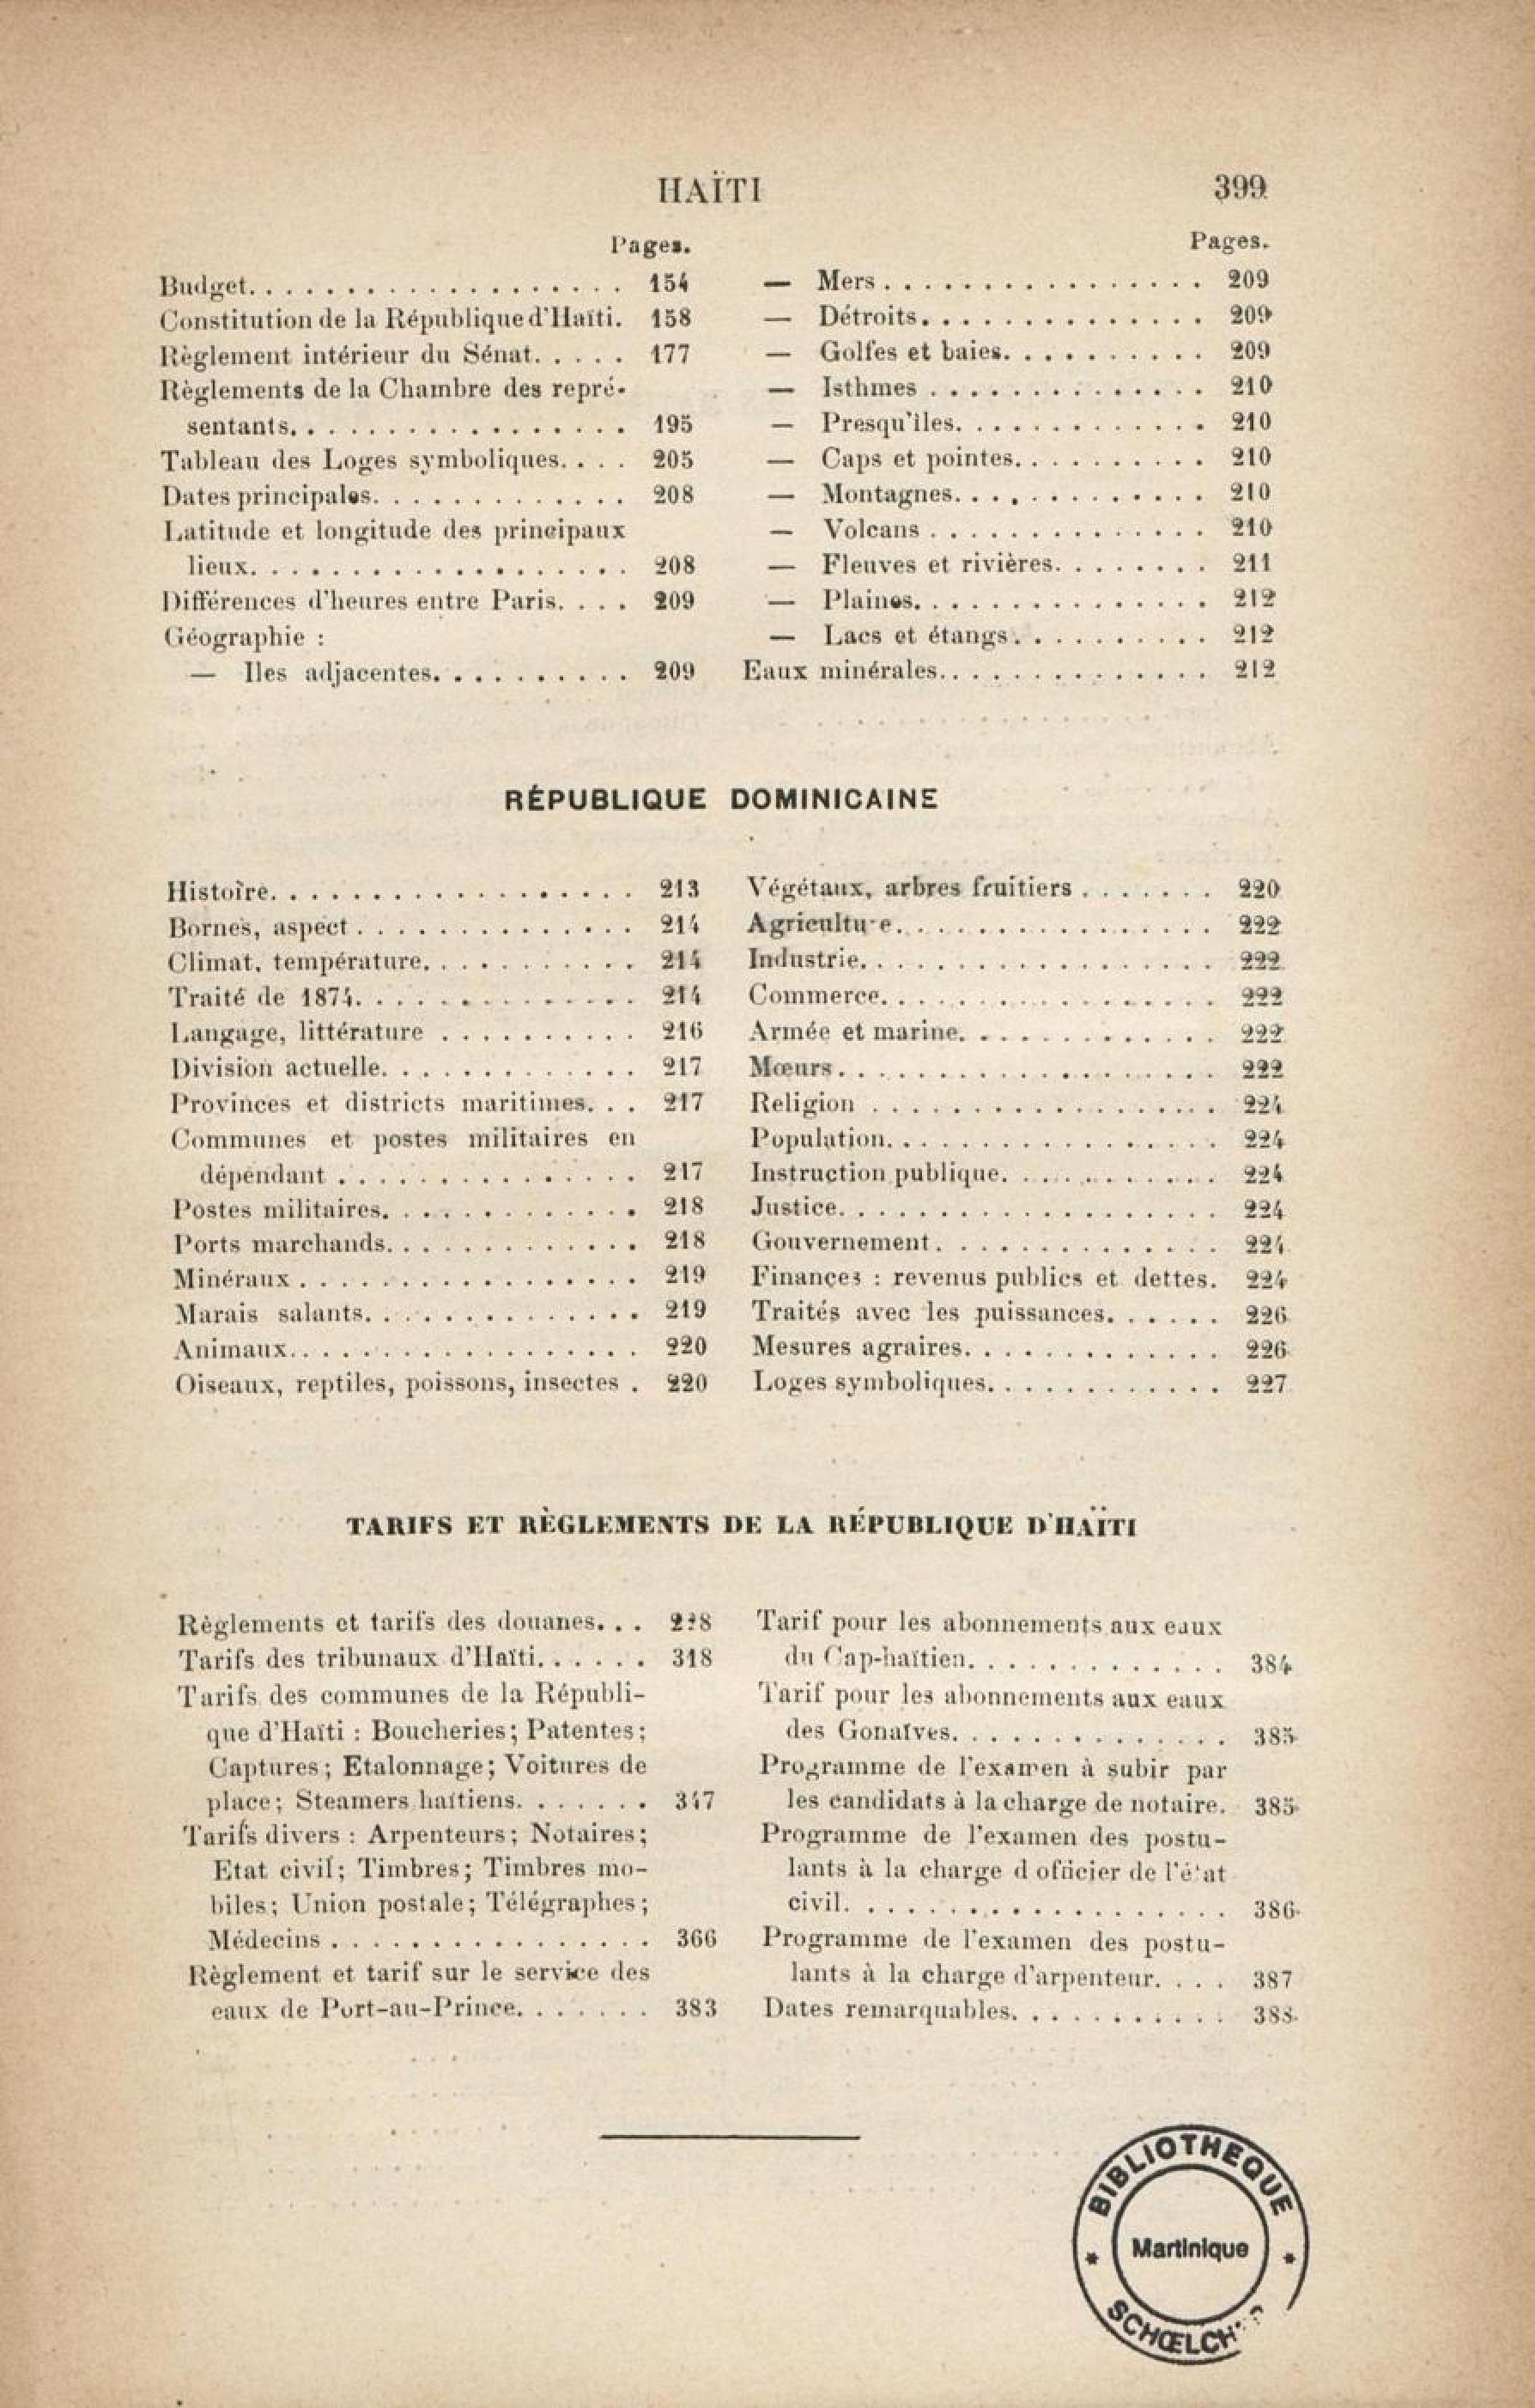 HAÏTI 399
Pages.
Budget. . . . . . . . . . . . . . . . . . . 154
Constitution de la République d'Haïti. 158
Règlement intérieur du Sénat. . . . . 177
Règlements de la Chambre des repré-
sentants. . . . . . . . . . . . . . . . . 195
Tableau des Loges symboliques. . . . 205
Dates principales. . . . . . . . . . . . . 208
Latitude et longitude des principaux
lieux. . . . . . . . . . . . . . . . . . . 208
Différences d'heures entre Paris. . . . 209
Géographie :
— Iles adjacentes. . . . . . . . . . 209
Pages.
— Mers . . . . . . . . . . . . . . . . 209
— Détroits. . . . . . . . . . . . . . . 209
— Golfes et baies. . . . . . . . . . . 209
— Isthmes . . . . . . . . . . . . . . 210
— Presqu'iles. . . . . . . . . . . . . 210
— Caps et pointes. . . . . . . . . . 210
— Montagnes. . . . . . . . . . . . . 210
— Volcans . . . . . . . . . . . . . . 210
— Fleuves et rivières. . . . . . . . 211
— Plaines. . . . . . . . . . . . . . . 212
— Lacs et étangs. . . . . . . . . . 212
Eaux minérales. . . . . . . . . . . . . . 212
RÉPUBLIQUE DOMINICAINE
Histoire. . . . . . . . . . . . . . . . . . 213
Bornes, aspect . . . . . . . . . . . . . . 214
Climat, température. . . . . . . . . . . 214
Traité de 1874. . . . . . . . . . . . . . 214
Langage, littérature . . . . . . . . . . 216
Division actuelle. . . . . . . . . . . . . 217
Provinces et districts maritimes. . . 217
Communes et postes militaires en
dépendant . . . . . . . . . . . . . . . 217
Postes militaires. . . . . . . . . . . . . 218
Ports marchands. . . . . . . . . . . . . 218
Minéraux . . . . . . . . . . . . . . . . . 219
Marais salants. . . . . . . . . . . . . . 219
Animaux. . . . . . . . . . . . . . . . . . 220
Oiseaux, reptiles, poissons, insectes . 220
Végétaux, arbres fruitiers . . . . . . . 220
Agriculture. . . . . . . . . . . . . . . . 222
Industrie. . . . . . . . . . . . . . . . . . 222
Commerce. . . . . . . . . . . . . . . . . 222
Armée et marine. . . . . . . . . . . . . 222
Mœurs. . . . . . . . . . . . . . . . . . . 222
Religion . . . . . . . . . . . . . . . . . . 224
Population. . . . . . . . . . . . . . . . . 224
Instruction publique. . . . . . . . . . . 224
Justice. . . . . . . . . . . . . . . . . . . 224
Gouvernement. . . . . . . . . . . . . . 224
Finances : revenus publics et dettes. 224
Traités avec les puissances. . . . . . 226
Mesures agraires. . . . . . . . . . . . . 226
Loges symboliques. . . . . . . . . . . . 227
TARIFS ET RÈGLEMENTS DE LA RÉPUBLIQUE D'HAÏTI
Règlements et tarifs des douanes. . . 228
Tarifs des tribunaux d'Haïti. . . . . . 318
Tarifs des communes de la Républi-
que d'Haïti : Boucheries; Patentes;
Captures; Etalonnage; Voitures de
place; Steamers haïtiens. . . . . . . 347
Tarifs divers : Arpenteurs; Notaires;
Etat civil; Timbres; Timbres mo-
biles; Union postale; Télégraphes;
Médecins . . . . . . . . . . . . . . . . 366
Règlement et tarif sur le service des
eaux de Port-au-Prince. . . . . . . 383
Tarif pour les abonnements aux eaux
du Cap-haïtien. . . . . . . . . . . . . 384
Tarif pour les abonnements aux eaux
des Gonaïves. . . . . . . . . . . . . . 385
Programme de l'examen à subir par
les candidats à la charge de notaire. 385
Programme de l'examen des postu-
lants à la charge d officier de l'état
civil. . . . . . . . . . . . . . . . . . . 386
Programme de l'examen des postu-
lants à la charge d'arpenteur. . . . 387
Dates remarquables. . . . . . . . . . . 388
BIBLIOTHEQUE
Martinique